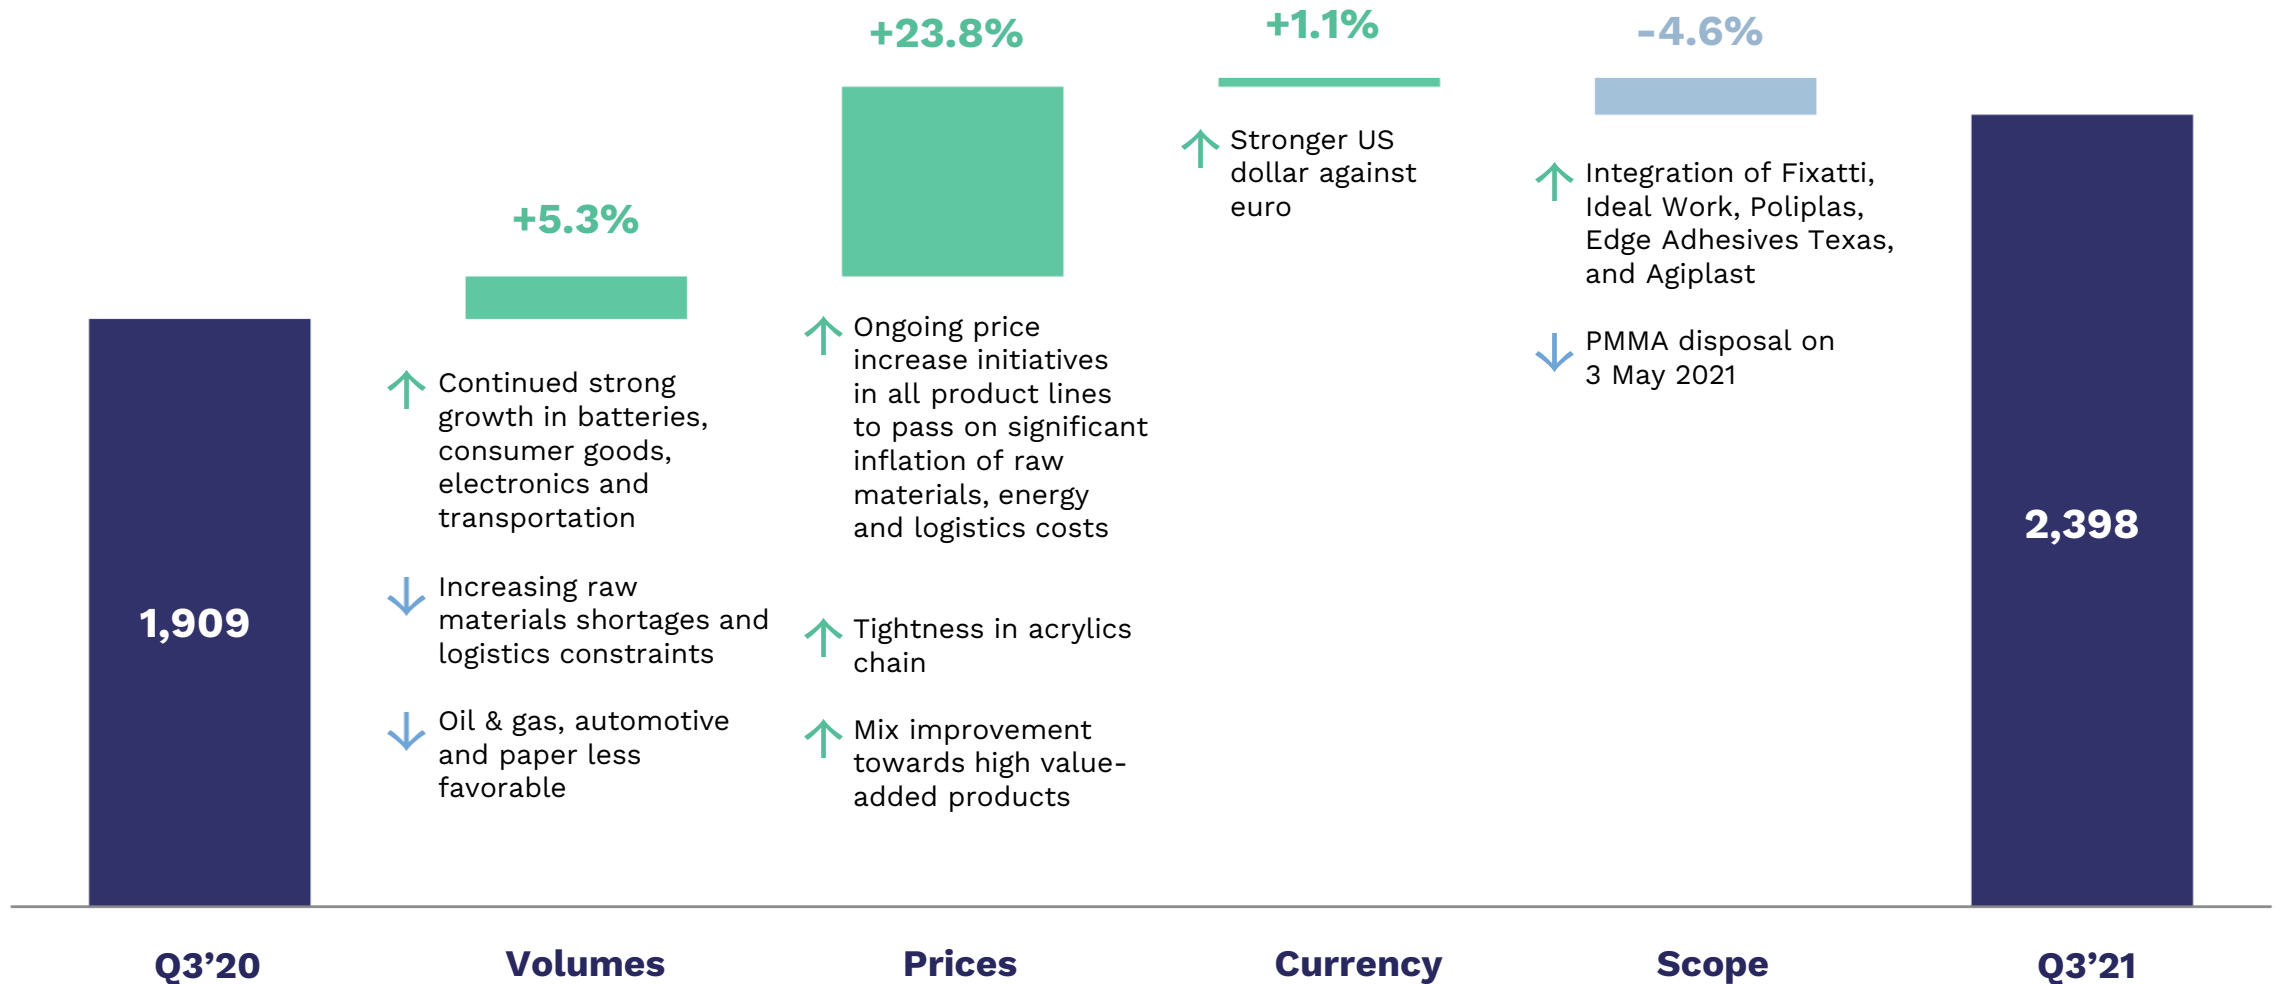 +5.3%
+23.8%
+1.1%
-4.6%
1,909
Continued strong
growth in batteries,
consumer goods,
electronics and
transportation
Increasing raw
materials shortages and
logistics constraints
Oil & gas, automotive
and paper less
favorable
Ongoing price
increase initiatives
in all product lines
to pass on significant
inflation of raw
materials, energy
and logistics costs
Tightness in acrylics
chain
Mix improvement
towards high value-
added products
Stronger US
dollar against
euro
Integration of Fixatti,
Ideal Work, Poliplas,
Edge Adhesives Texas,
and Agiplast
PMMA disposal on
3 May 2021
2,398
Q3’20
Volumes
Prices
Currency
Scope
Q3’21